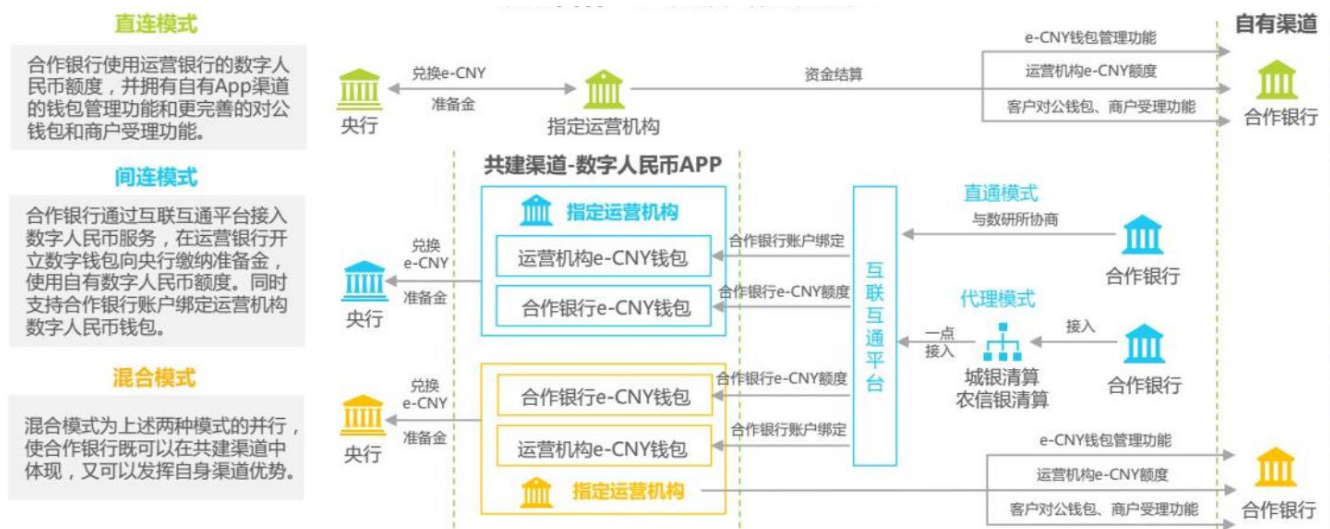 直连模式
合作银行使用运营银行的数字人
民币额度，并拥有自有App渠道
的钱包管理功能和更完善的对公
钱包和商户受理功能。
央行
兑换e-CNY
准备金
指定运营机构
资金结算
e-CNY钱包管理功能
运营机构e-CNY额度
客户对公钱包、商户受理功能
自有渠道
合作银行
间连模式
合作银行通过互联互通平台接入
数字人民币服务，在运营银行开
立数字钱包向央行缴纳准备金，
使用自有数字人民币额度。同时
支持合作银行账户绑定运营机构
数字人民币钱包。
央行
兑换
e-CNY
准备金
共建渠道-数字人民币APP
指定运营机构
运营机构e-CNY钱包
合作银行e-CNY钱包
合作银行账户绑定
合作银行e-CNY额度
互联互通平台
直通模式
与数研所协商
合作银行
代理模式
一点
接入
城银清算
农信银清算
接入
合作银行
混合模式
混合模式为上述两种模式的并行，
使合作银行既可以在共建渠道中
体现，又可以发挥自身渠道优势。
央行
兑换
e-CNY
准备金
合作银行e-CNY钱包
运营机构e-CNY钱包
指定运营机构
合作银行e-CNY额度
合作银行账户绑定
e-CNY钱包管理功能
运营机构e-CNY额度
客户对公钱包、商户受理功能
合作银行